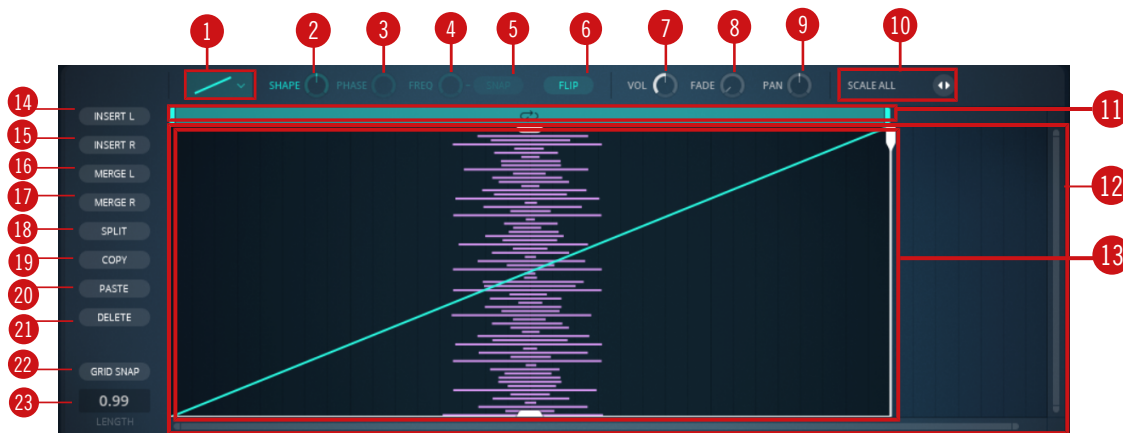 1 2 3 4 5 6 7 8 9 10
SHAPE PHASE FREQ - SNAP FLIP VOL FADE PAN SCALE ALL
14 INSERT L 11
15 INSERT R
16 MERGE L 12
17 MERGE R
18 SPLIT
19 COPY 13
20 PASTE
21 DELETE
22 GRID SNAP
23 0.99
LENGTH